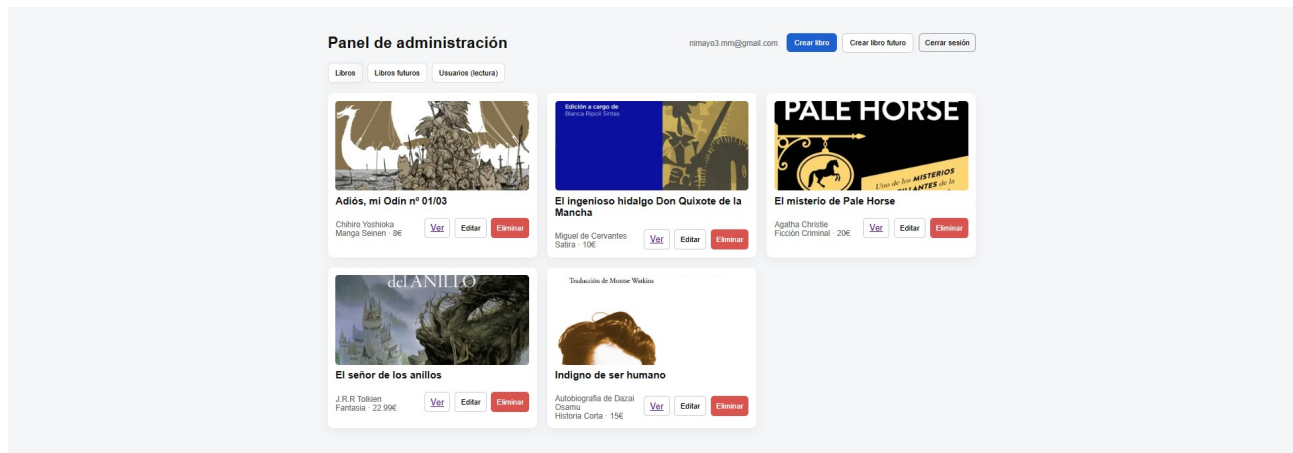 Panel de administración
nimayo3.mm@gmail.com
Crear libro
Crear libro futuro
Cerrar sesión
Libros
Libros futuros
Usuarios (lectura)
Adiós, mi Odín nº 01/03
Chihiro Yoshioka
Manga Seinen · 8€
Ver
Editar
Eliminar
Edición a cargo de
Blanca Ripoll Sintes
El ingenioso hidalgo Don Quixote de la
Mancha
Miguel de Cervantes
Satira · 10€
Ver
Editar
Eliminar
PALE HORSE
Uno de los MISTERIOS
ANTES de la
El misterio de Pale Horse
Agatha Christie
Ficción Criminal · 20€
Ver
Editar
Eliminar
del ANILLO
El señor de los anillos
J.R.R Tolkien
Fantasia · 22.99€
Ver
Editar
Eliminar
Traducción de Montse Watkins
Indigno de ser humano
Autobiografia de Dazai
Osamu
Historia Corta · 15€
Ver
Editar
Eliminar